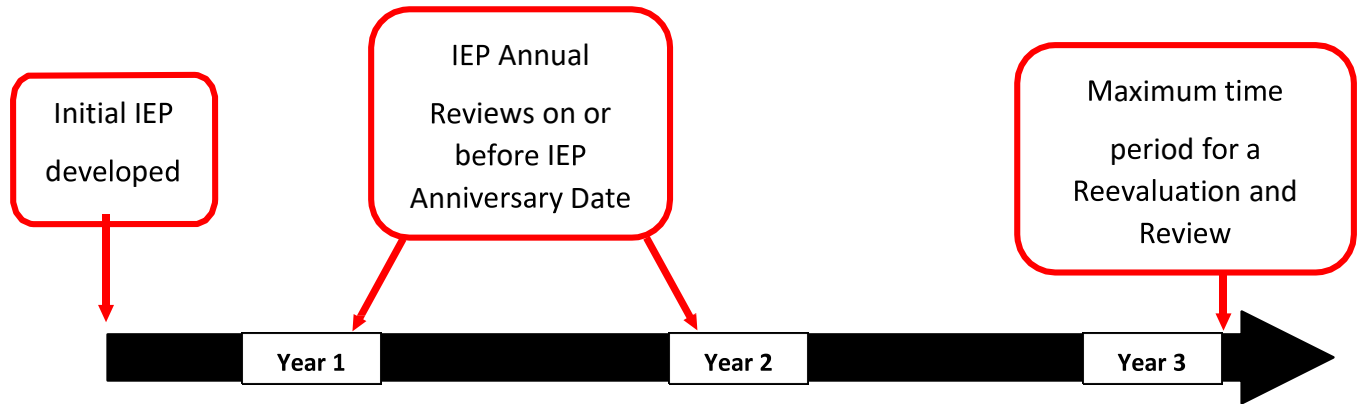 Initial IEP
developed
IEP Annual
Reviews on or
before IEP
Anniversary Date
Maximum time
period for a
Reevaluation and
Review
Year 1
Year 2
Year 3